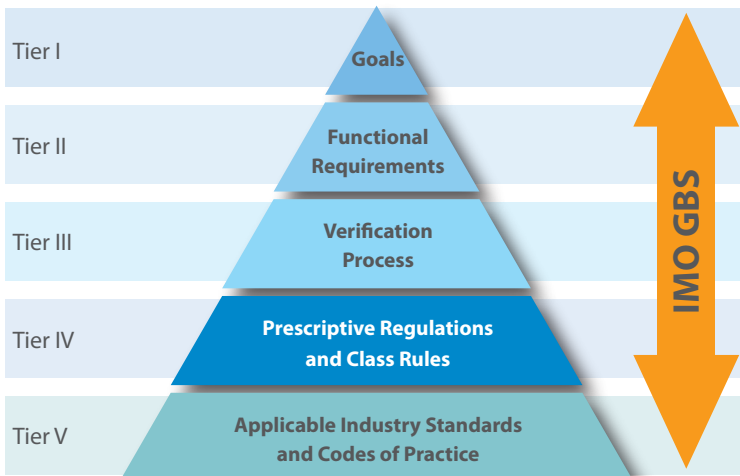 Tier I
Goals
Tier II
Functional
Requirements
Tier III
Verification
Process
Tier IV
Prescriptive Regulations
and Class Rules
Tier V
Applicable Industry Standards
and Codes of Practice
IMO GBS